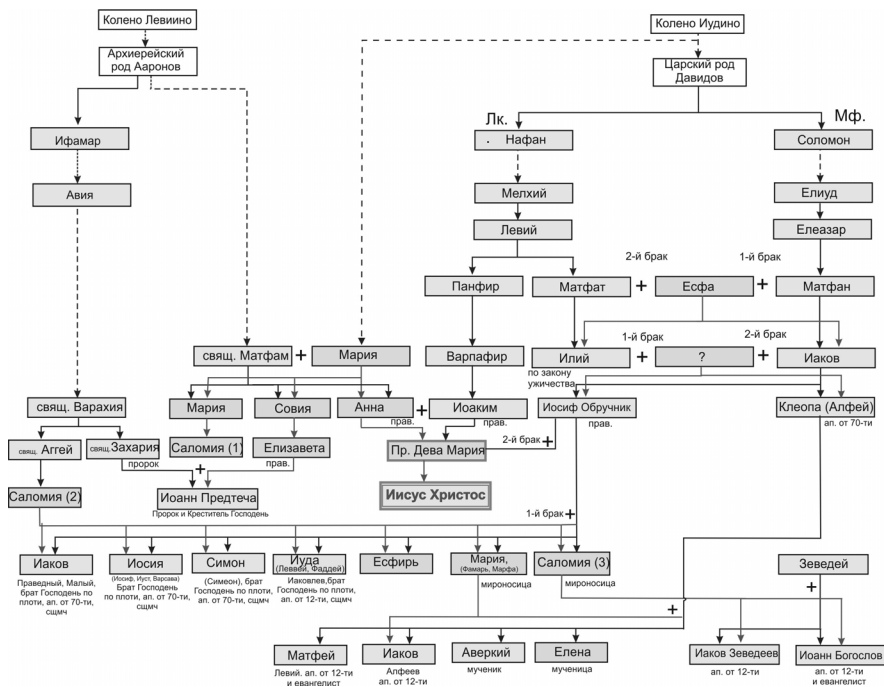 Колено Левиино
Колено Иудино
Архиерейский
род Ааронов
Царский род
Давидов
Лк.
Мф.
Ифамар
. Нафан
Соломон
Авия
Мелхий
Елиуд
Левий
Елеазар
2-й брак
1-й брак
Панфир
Матфат
+
Есфа
+
Матфан
1-й брак
2-й брак
свящ. Матфам
+
Мария
Варпафир
Илий
+
?
+
Иаков
по закону
ужичества
свящ. Варахия
Мария
Совия
Анна
+
Иоаким
Иосиф Обручник
Клеопа (Алфей)
прав.
прав.
прав.
ап. от 70-ти
свящ. Аггей
свящ. Захария
Саломия (1)
Елизавета
Пр. Дева Мария
2-й брак +
пророк
+
прав.
Саломия (2)
Иоанн Предтеча
Иисус Христос
Пророк и Креститель Господень
1-й брак +
Иаков
Иосия
(Иосиф, Иуст, Варсава)
Симон
Иуда
(Леввей, Фаддей)
Есфирь
Мария,
(Фамарь, Марфа)
Саломия (3)
Зеведей
Праведный, Малый,
брат Господень по
плоти, ап. от 70-ти,
сщмч
Брат Господень
по плоти, ап. от 70-ти,
сщмч
(Симеон), брат
Господень по плоти,
ап. от 70-ти, сщмч
Иаковлев,брат
Господень по плоти,
ап. от 12-ти, сщмч
мироносица
мироносица
+
+
Матфей
Иаков
Аверкий
Елена
Иаков Зеведеев
Иоанн Богослов
Левий. ап. от 12-ти
и евангелист
Алфеев
ап. от 12-ти
мученик
мученица
ап. от 12-ти
ап. от 12-ти
и евангелист